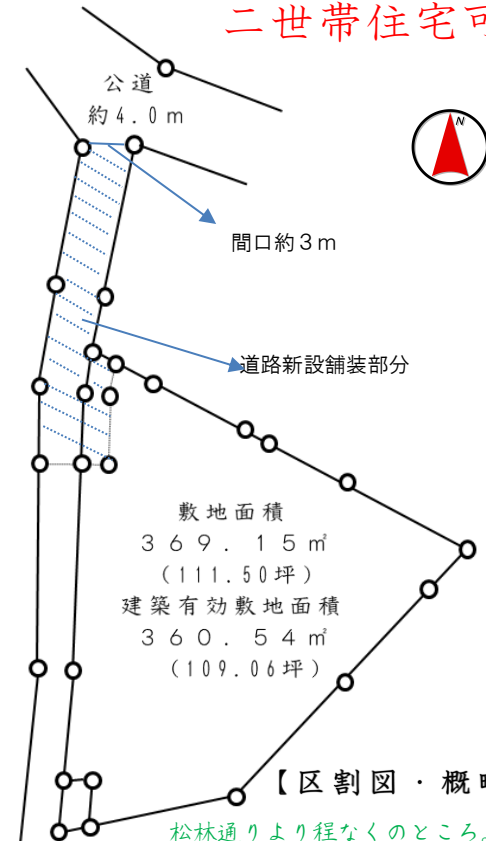 二世帯住宅可
公道
約4.0m
N
間口約3m
道路新設舗装部分
敷地面積
369.15㎡
(111.50坪)
建築有効敷地面積
360.54㎡
(109.06坪)
【区割図・概略
松林通りより程なくのところ。